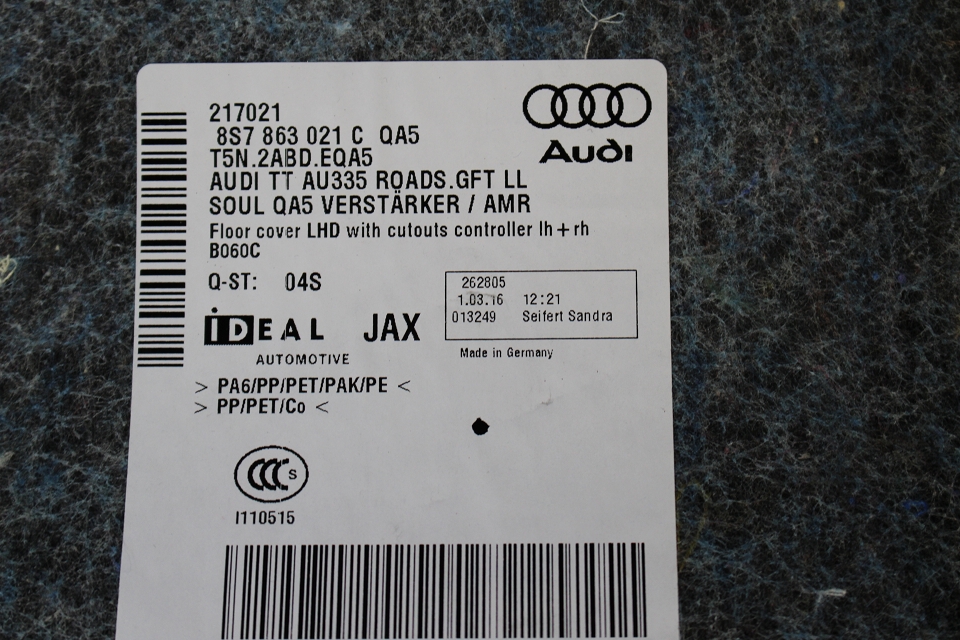 217021
8S7 863 021 C QA5
T5N.2ABD.EQA5
AUDI TT AU335 ROADS.GFT LL
SOUL QA5 VERSTÄRKER / AMR
Floor cover LHD with cutouts controller lh+rh
B060C
Q-ST: 04S
Audi
262805
1.03.16 12:21
013249 Seifert Sandra
iDEAL JAX
AUTOMOTIVE
Made in Germany
> PA6/PP/PET/PAK/PE <
> PP/PET/Co <
CCC S
I110515